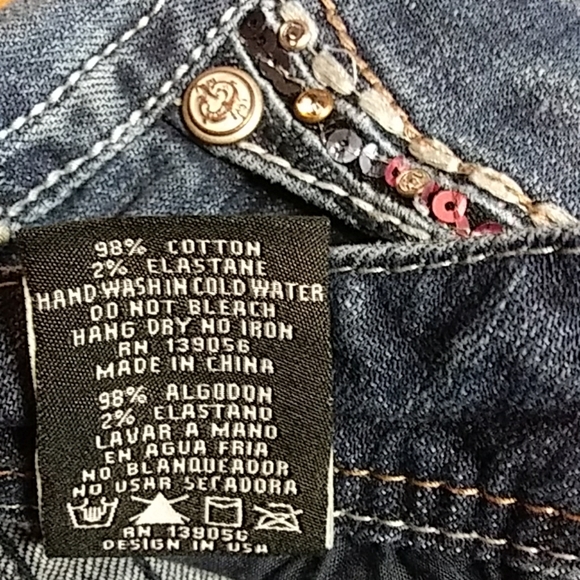 98% COTTON
2% ELASTANE
HAND WASH IN COLD WATER
DO NOT BLEACH
HANG DRY NO IRON
RN 139056
MADE IN CHINA
98% ALGODON
2% ELASTANO
LAVAR A MANO
EN AGUA FRIA
NO BLANQUEADOR
NO USAR SECADORA
RN 139056
DESIGN IN USA